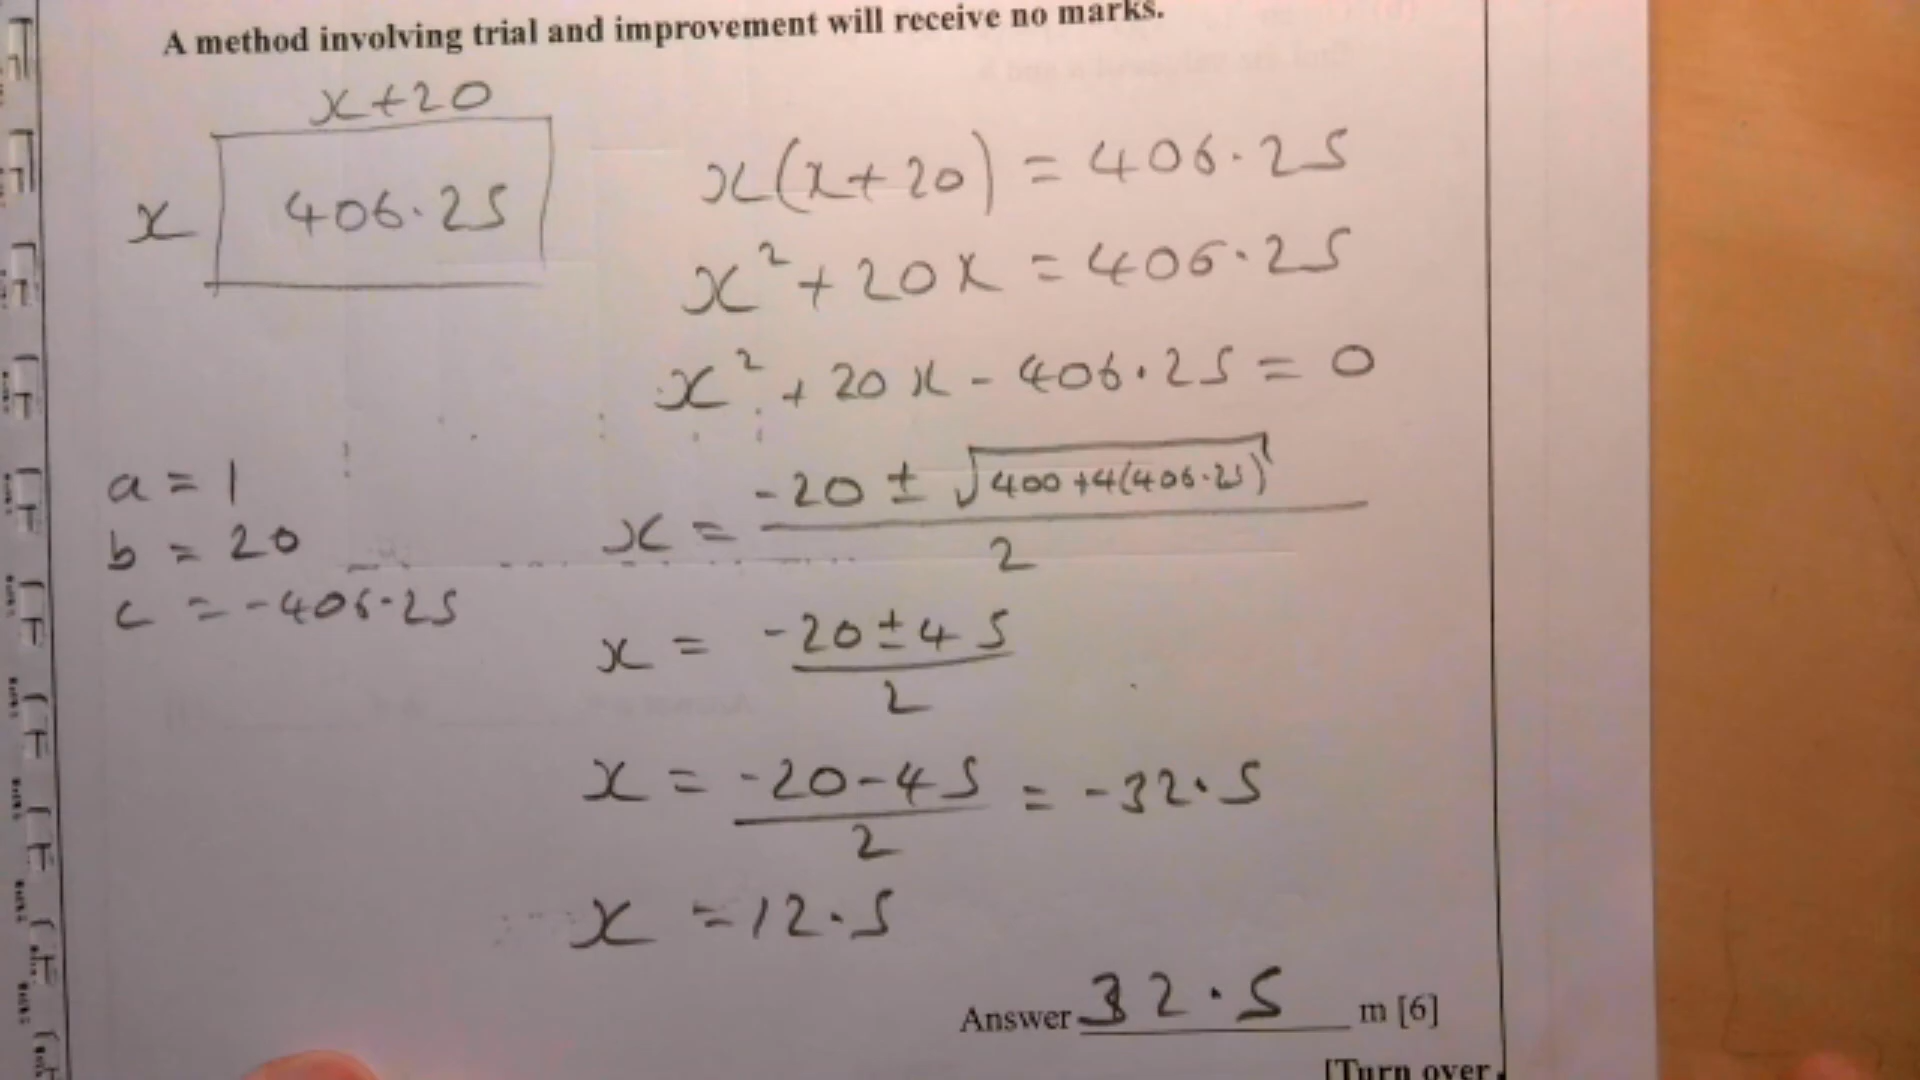 A method involving trial and improvement will receive no marks.
x+20
x
406.25
x(x+20) = 406.25
x² + 20x = 406.25
x² + 20x - 406.25 = 0
a = 1
b = 20
c = -406.25
x = -20 ± √400+4(406.25)
2
x = -20±45
2
x = -20-45 = -32.5
2
x = 12.5
Answer 32.5 m [6]
[Turn over